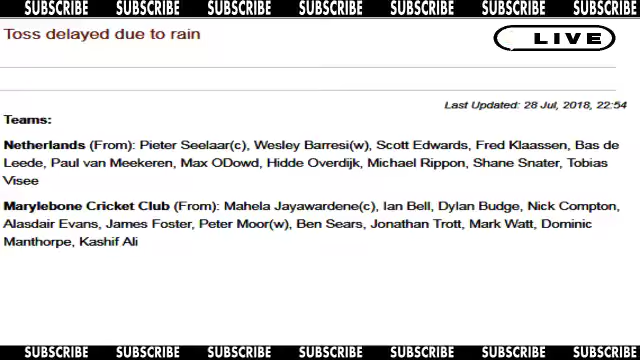 SUBSCRIBE SUBSCRIBE SUBSCRIBE SUBSCRIBE SUBSCRIBE SUBSCRIBE SUBSCRIBE
Toss delayed due to rain
LIVE
Last Updated: 28 Jul, 2018, 22:54
Teams:
Netherlands (From): Pieter Seelaar(c), Wesley Barresi(w), Scott Edwards, Fred Klaassen, Bas de
Leede, Paul van Meekeren, Max ODowd, Hidde Overdijk, Michael Rippon, Shane Snater, Tobias
Visee
Marylebone Cricket Club (From): Mahela Jayawardene(c), Ian Bell, Dylan Budge, Nick Compton,
Alasdair Evans, James Foster, Peter Moor(w), Ben Sears, Jonathan Trott, Mark Watt, Dominic
Manthorpe, Kashif Ali
SUBSCRIBE SUBSCRIBE SUBSCRIBE SUBSCRIBE SUBSCRIBE SUBSCRIBE SUBSCRIBE